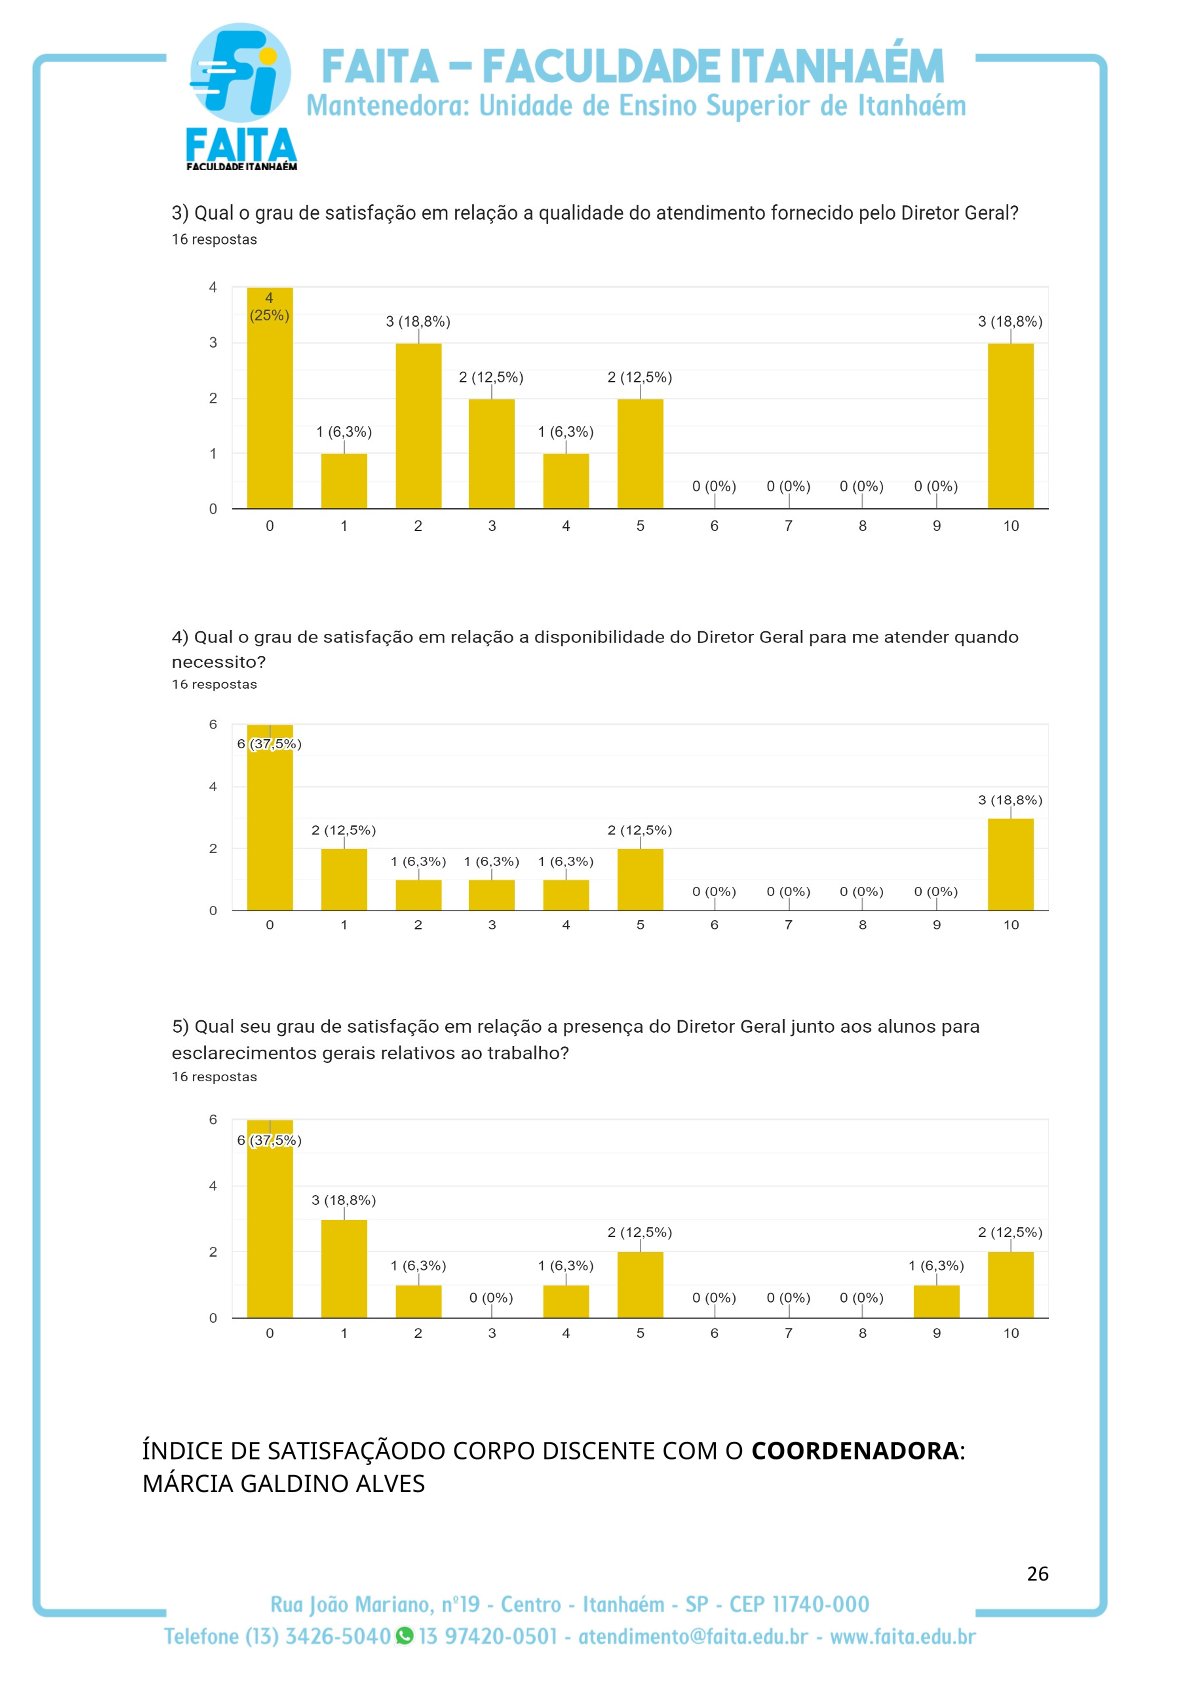 FAITA – FACULDADE ITANHAÉM
Mantenedora: Unidade de Ensino Superior de Itanhaém
Fi
FAITA
FACULDADE ITANHAÉM
3) Qual o grau de satisfação em relação a qualidade do atendimento fornecido pelo Diretor Geral?
16 respostas
4
3
2
1
0
4
(25%)
1 (6,3%)
3 (18,8%)
2 (12,5%)
1 (6,3%)
2 (12,5%)
0 (0%)
0 (0%)
0 (0%)
0 (0%)
3 (18,8%)
0 1 2 3 4 5 6 7 8 9 10
4) Qual o grau de satisfação em relação a disponibilidade do Diretor Geral para me atender quando
necessito?
16 respostas
6
4
2
0
6 (37,5%)
2 (12,5%)
1 (6,3%)
1 (6,3%)
1 (6,3%)
2 (12,5%)
0 (0%)
0 (0%)
0 (0%)
0 (0%)
3 (18,8%)
0 1 2 3 4 5 6 7 8 9 10
5) Qual seu grau de satisfação em relação a presença do Diretor Geral junto aos alunos para
esclarecimentos gerais relativos ao trabalho?
16 respostas
6
4
2
0
6 (37,5%)
3 (18,8%)
1 (6,3%)
0 (0%)
1 (6,3%)
2 (12,5%)
0 (0%)
0 (0%)
0 (0%)
1 (6,3%)
2 (12,5%)
0 1 2 3 4 5 6 7 8 9 10
ÍNDICE DE SATISFAÇÃODO CORPO DISCENTE COM O COORDENADORA:
MÁRCIA GALDINO ALVES
26
Rua João Mariano, nº19 - Centro - Itanhaém - SP - CEP 11740-000
Telefone (13) 3426-5040 13 97420-0501 - atendimento@faita.edu.br - www.faita.edu.br